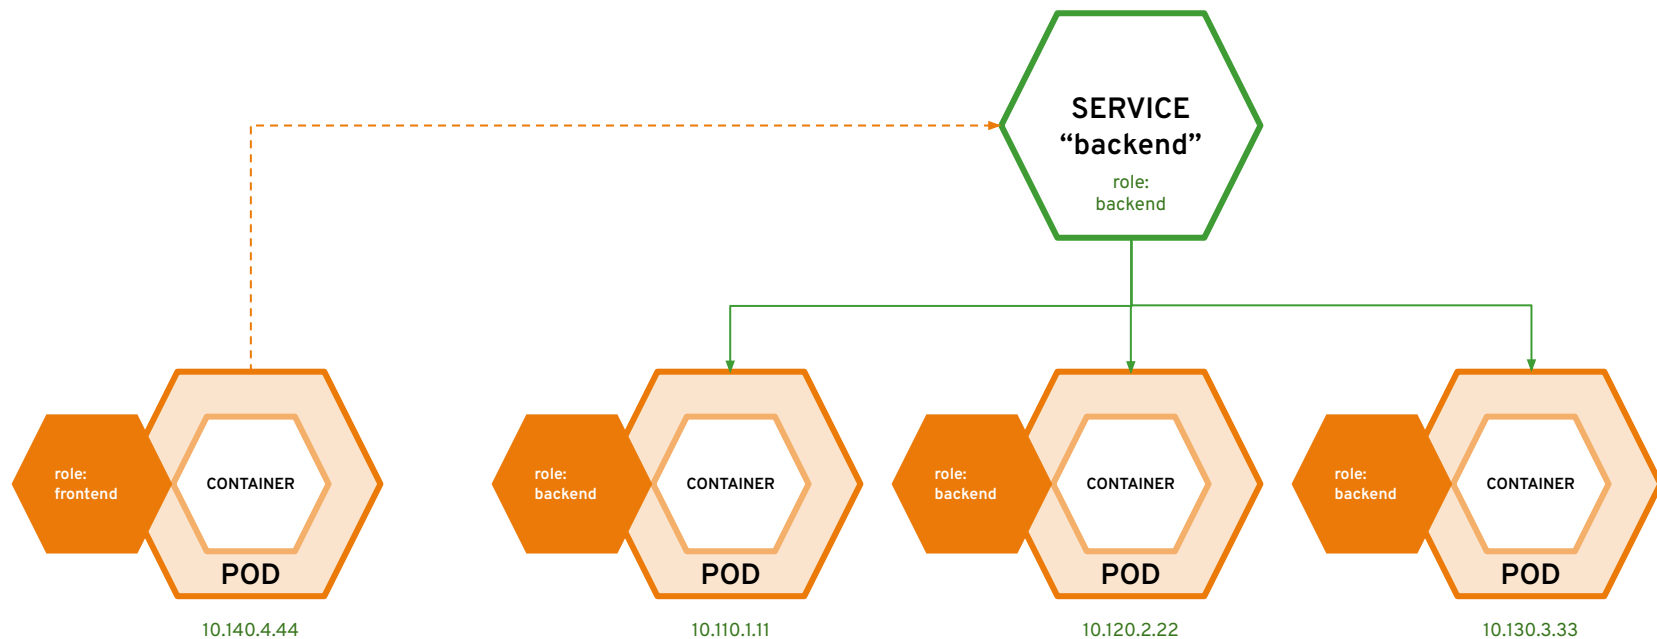 SERVICE
“backend”
role:
backend
role:
frontend
CONTAINER
POD
10.140.4.44
role:
backend
CONTAINER
POD
10.110.1.11
role:
backend
CONTAINER
POD
10.120.2.22
role:
backend
CONTAINER
POD
10.130.3.33